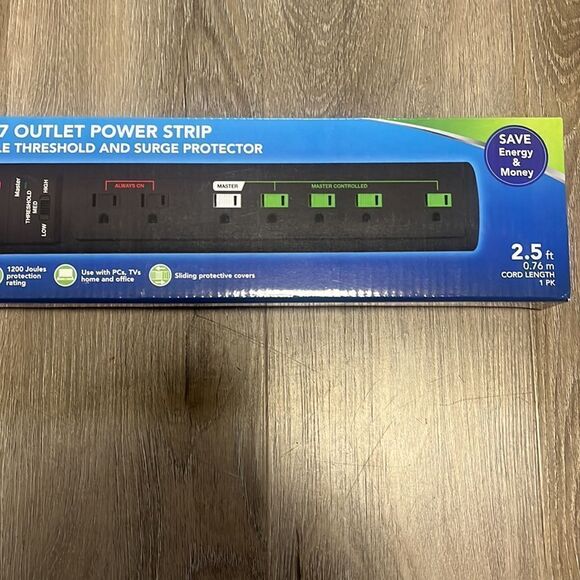 7 OUTLET POWER STRIP
LE THRESHOLD AND SURGE PROTECTOR
SAVE
Energy
&
Money
Master
THRESHOLD
LOW MED HIGH
ALWAYS ON
MASTER
MASTER CONTROLLED
1200 Joules
protection
rating
Use with PCs, TVs
home and office
Sliding protective covers
2.5 ft
0.76 m
CORD LENGTH
1 PK